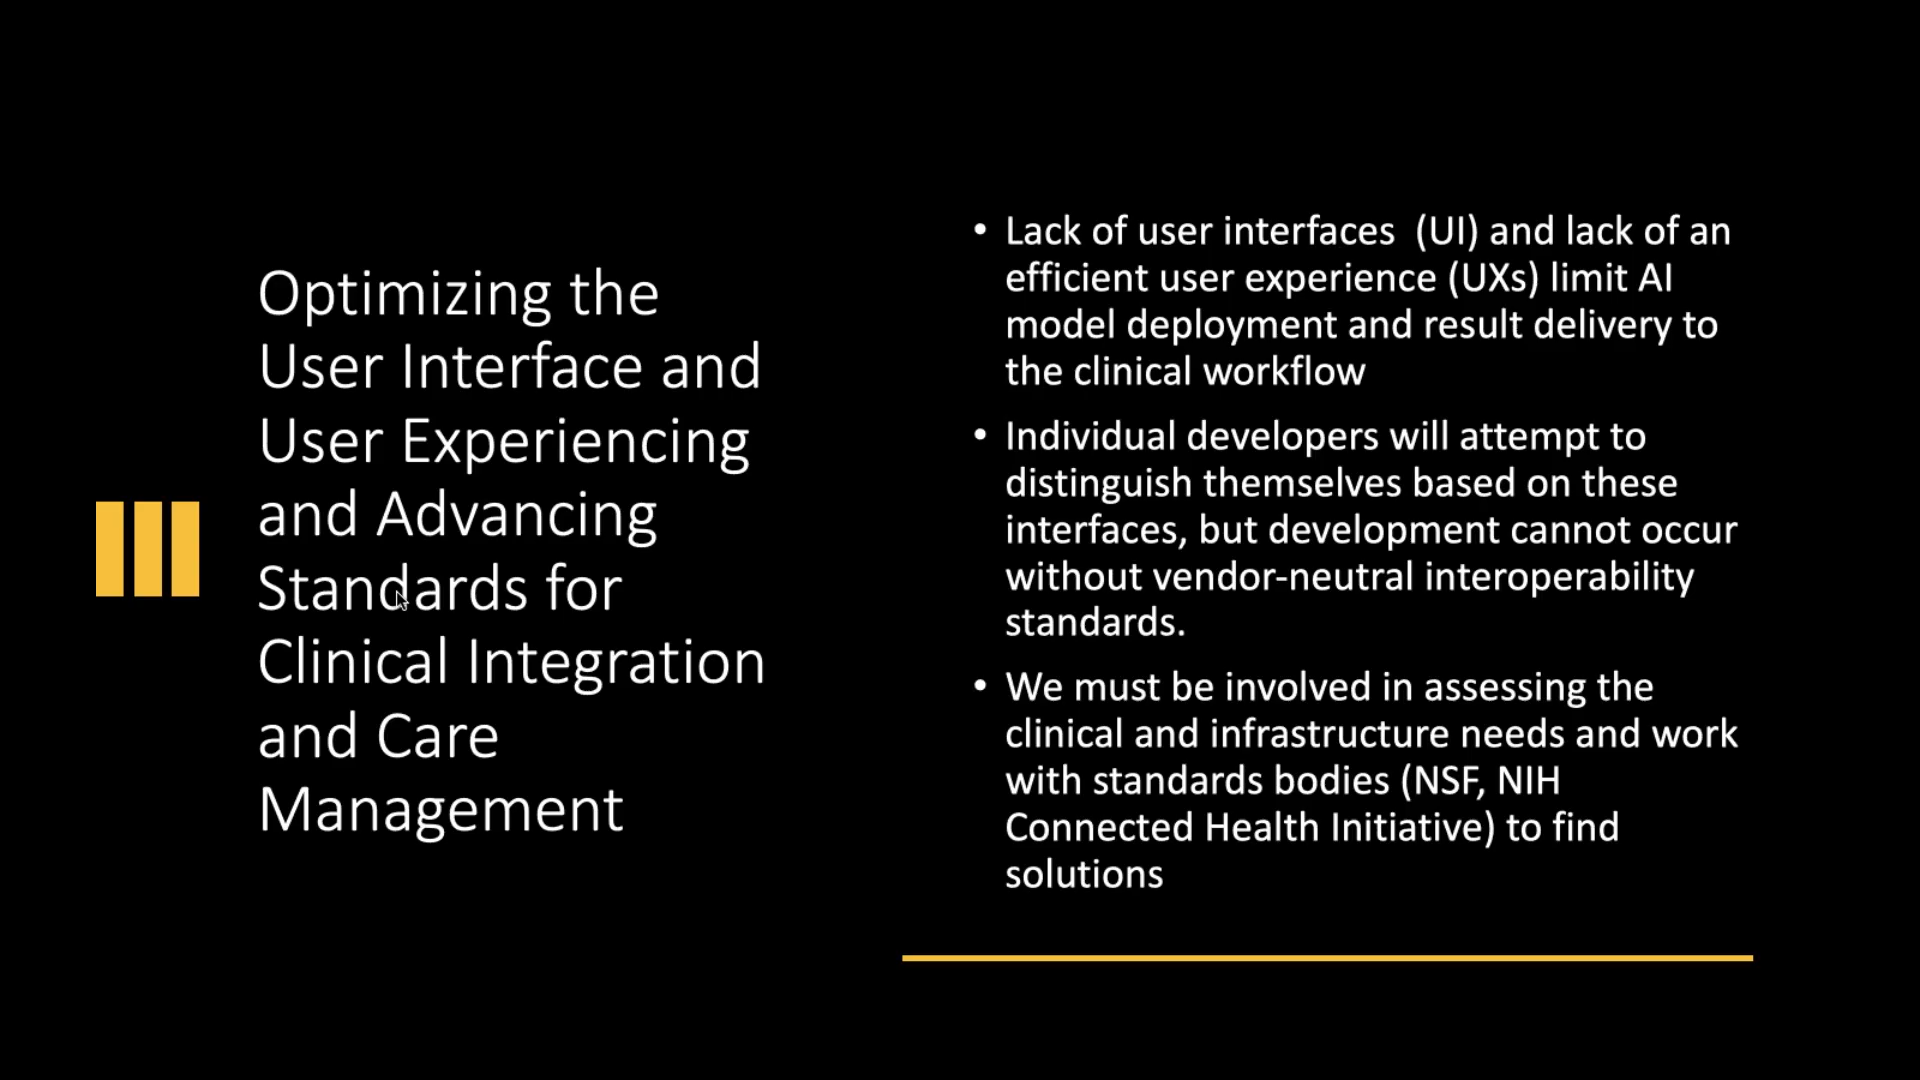 Optimizing the
User Interface and
User Experiencing
and Advancing
Standards for
Clinical Integration
and Care
Management
• Lack of user interfaces  (UI) and lack of an
efficient user experience (UXs) limit AI
model deployment and result delivery to
the clinical workflow
• Individual developers will attempt to
distinguish themselves based on these
interfaces, but development cannot occur
without vendor-neutral interoperability
standards.
• We must be involved in assessing the
clinical and infrastructure needs and work
with standards bodies (NSF, NIH
Connected Health Initiative) to find
solutions